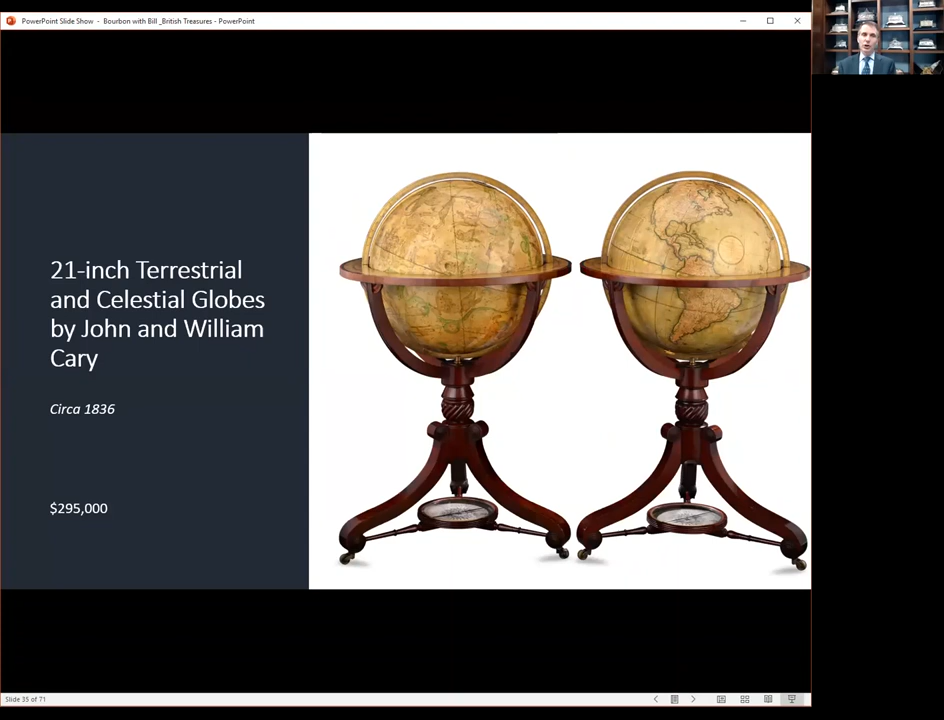 PowerPoint Slide Show - Bourbon with Bill _British Treasures - PowerPoint
21-inch Terrestrial
and Celestial Globes
by John and William
Cary
Circa 1836
$295,000
Slide 35 of 71